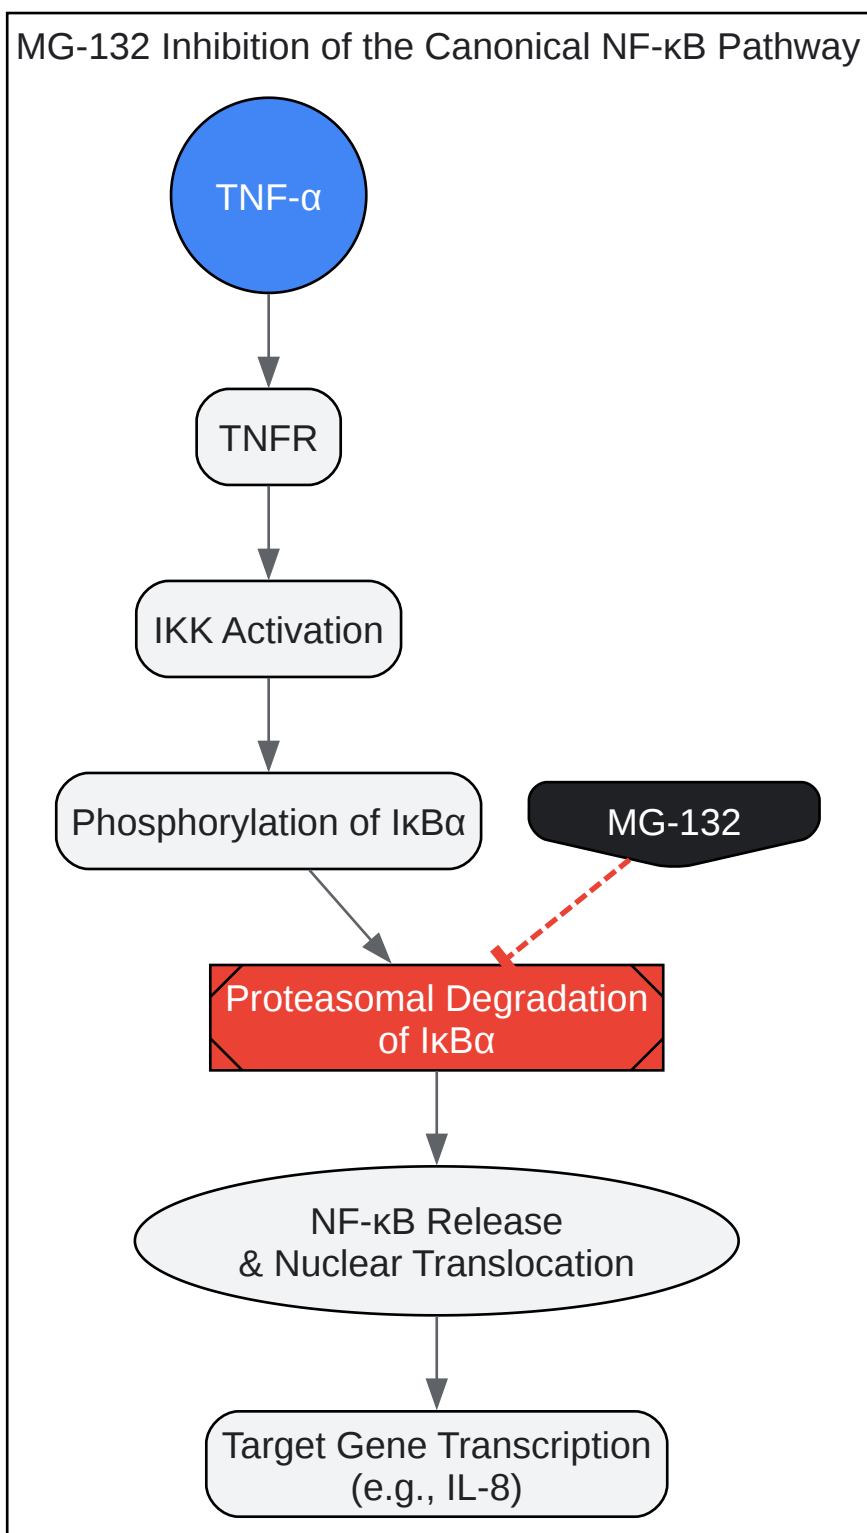 MG-132 Inhibition of the Canonical NF-κB Pathway
TNF-α
TNFR
IKK Activation
Phosphorylation of IκBα
MG-132
Proteasomal Degradation
of IκBα
NF-κB Release
& Nuclear Translocation
Target Gene Transcription
(e.g., IL-8)